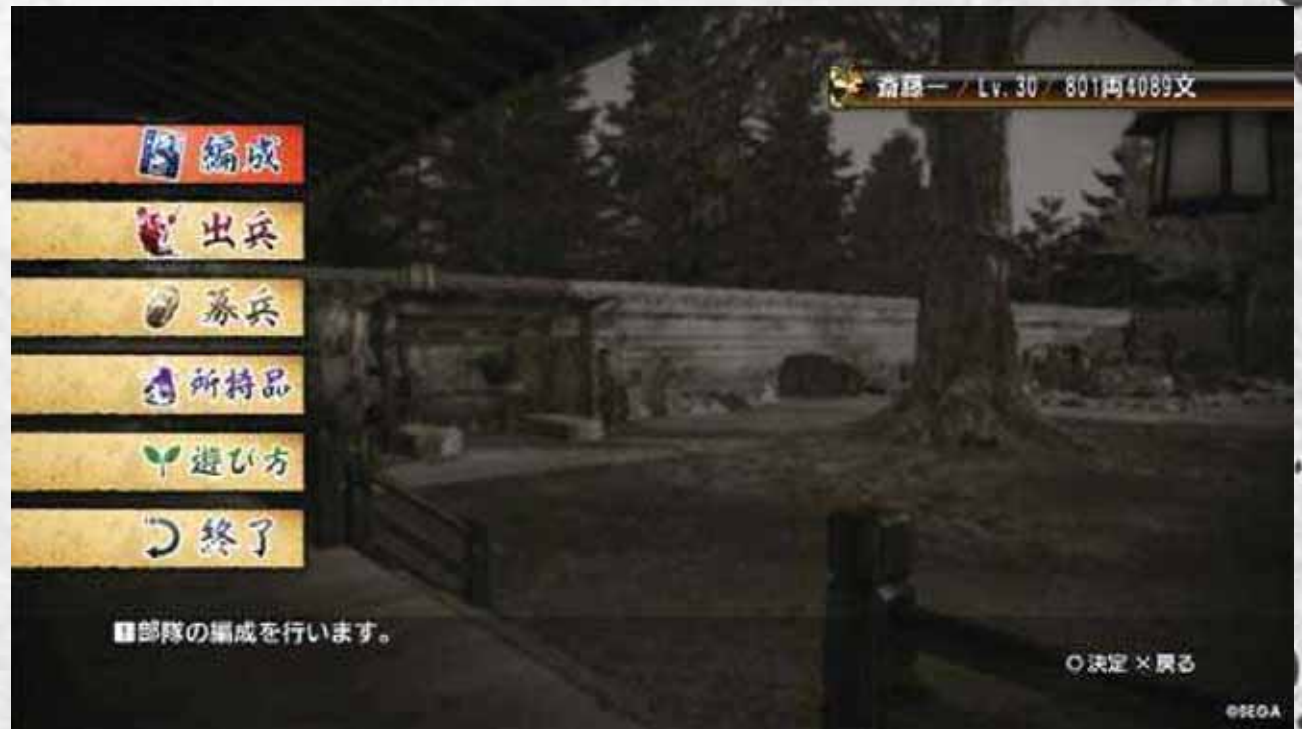 斎藤一 / Lv. 30 / 801両4089文
編成
出兵
募兵
所持品
遊び方
終了
部隊の編成を行います。
○決定 ×戻る
©SEGA